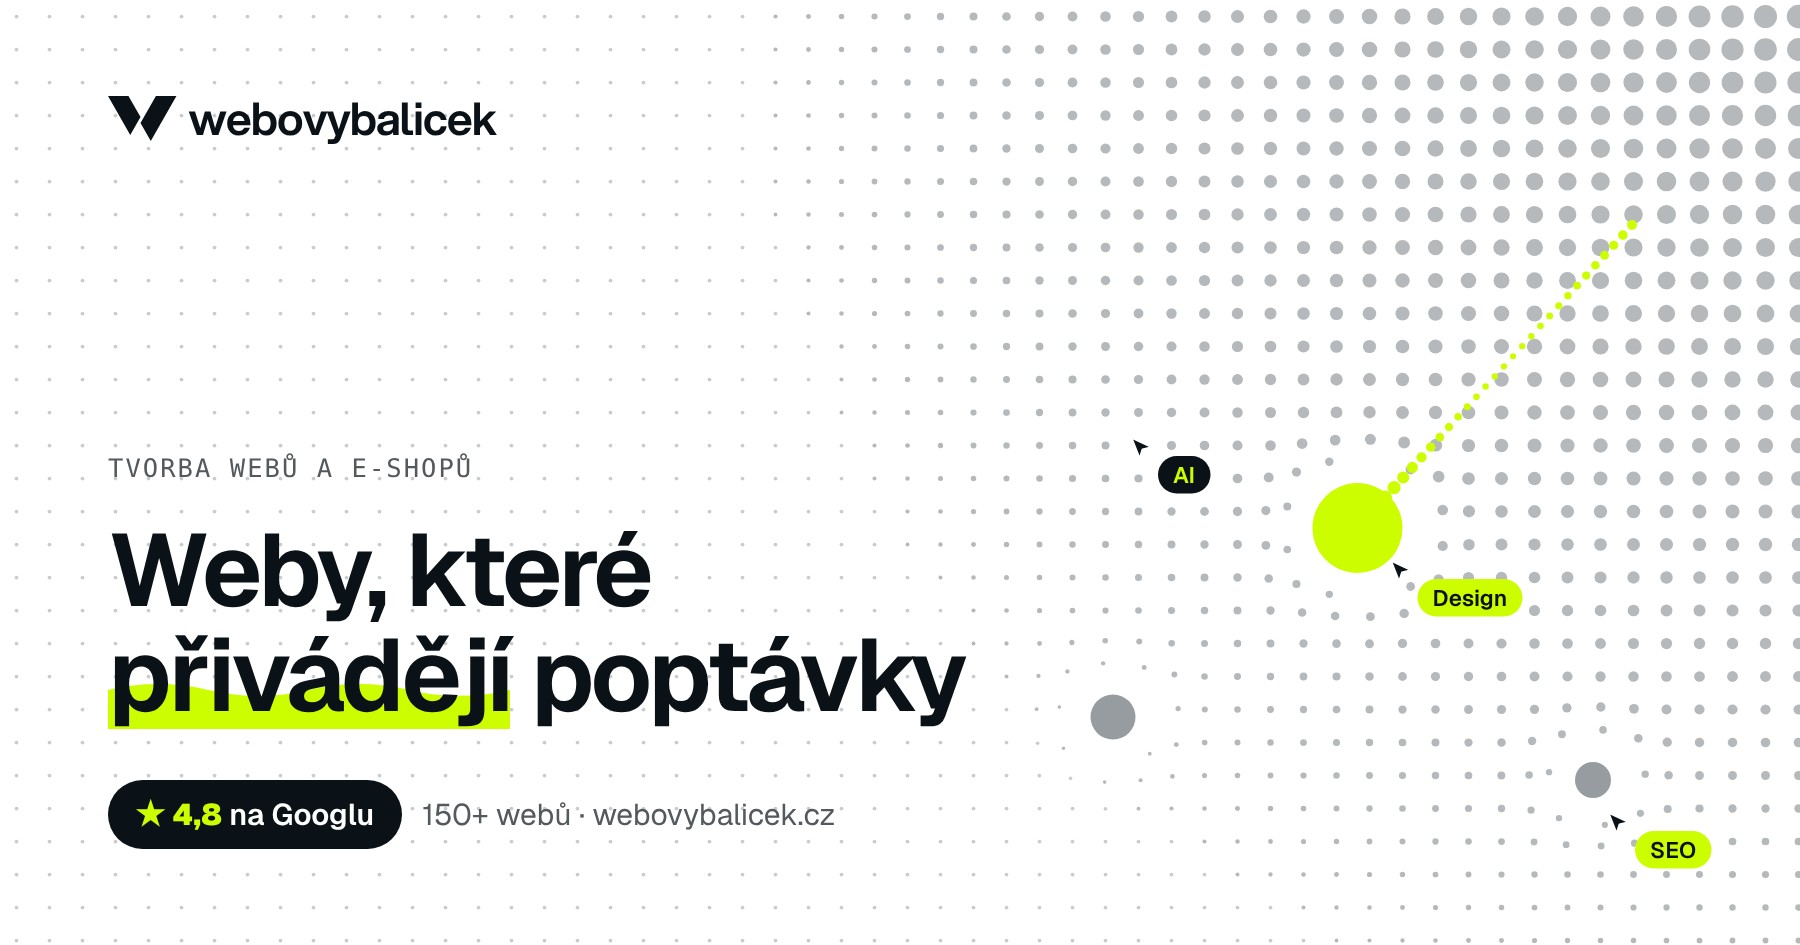 webovybalicek
TVORBA WEBŮ A E-SHOPŮ
Weby, které
přivádějí poptávky
★ 4,8 na Googlu
150+ webů · webovybalicek.cz
AI
Design
SEO